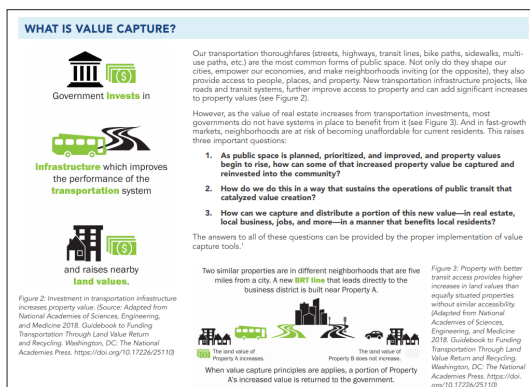 WHAT IS VALUE CAPTURE?
Government invests in
infrastructure which improves
the performance of the
transportation system
and raises nearby
land values.
Figure 2: Investment in transportation infrastructure
increases property value. (Source: Adapted from
National Academies of Sciences, Engineering,
and Medicine 2018. Guidebook to Funding
Transportation Through Land Value Return
and Recycling. Washington, DC: The National
Academies Press. https://doi.org/10.17226/25110)
Our transportation thoroughfares (streets, highways, transit lines, bike paths, sidewalks, multi-
use paths, etc.) are the most common forms of public space. Not only do they shape our
cities, empower our economies, and make neighborhoods inviting (or the opposite), they also
provide access to people, places, and property. New transportation infrastructure projects, like
roads and transit systems, further improve access to property and can add significant increases
to property values (see Figure 2).
However, as the value of real estate increases from transportation investments, most
governments do not have systems in place to benefit from it (see Figure 3). And in fast-growth
markets, neighborhoods are at risk of becoming unaffordable for current residents. This raises
three important questions:
1. As public space is planned, prioritized, and improved, and property values
begin to rise, how can some of that increased property value be captured and
reinvested into the community?
2. How do we do this in a way that sustains the operations of public transit that
catalyzed value creation?
3. How can we capture and distribute a portion of this new value—in real estate,
local business, jobs, and more—in a manner that benefits local residents?
The answers to all of these questions can be provided by the proper implementation of value
capture tools.¹
Two similar properties are in different neighborhoods that are five
miles from a city. A new BRT line that leads directly to the
business district is built near Property A.
The land value of
Property A increases.
The land value of
Property B does not increase.
When value capture principles are applied, a portion of Property
A's increased value is returned to the government.
Figure 3: Property with better
transit access provides higher
increases in land values than
equally situated properties
without similar accessibility.
(Adapted from National
Academies of Sciences,
Engineering, and Medicine
2018. Guidebook to Funding
Transportation Through Land
Value Return and Recycling.
Washington, DC: The National
Academies Press. https://doi.
org/10.17226/25110)